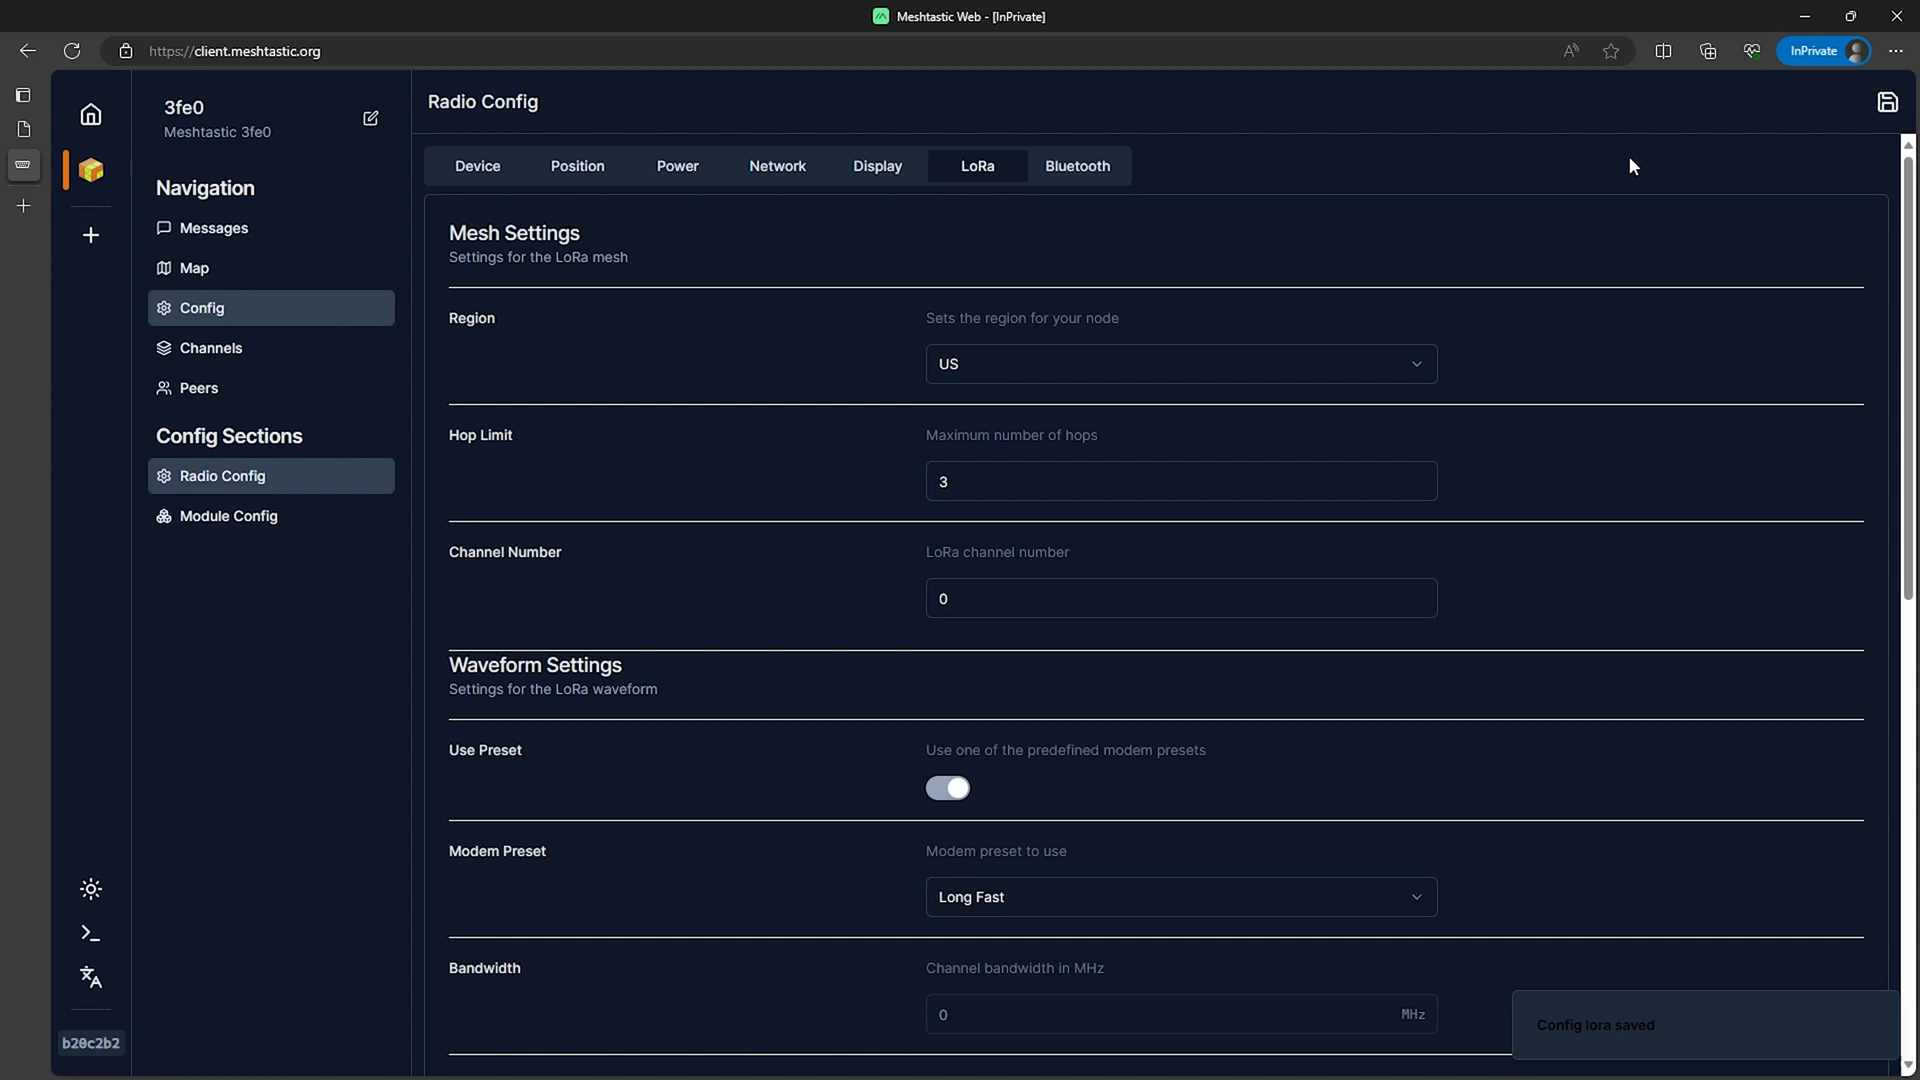 Meshtastic Web - [InPrivate]
https://client.meshtastic.org
InPrivate
3fe0
Meshtastic 3fe0
Navigation
Messages
Map
Config
Channels
Peers
Config Sections
Radio Config
Module Config
b20c2b2
Radio Config
Device Position Power Network Display LoRa Bluetooth
Mesh Settings
Settings for the LoRa mesh
Region
Sets the region for your node
US
Hop Limit
Maximum number of hops
3
Channel Number
LoRa channel number
0
Waveform Settings
Settings for the LoRa waveform
Use Preset
Use one of the predefined modem presets
Modem Preset
Modem preset to use
Long Fast
Bandwidth
Channel bandwidth in MHz
0 MHz
Config lora saved